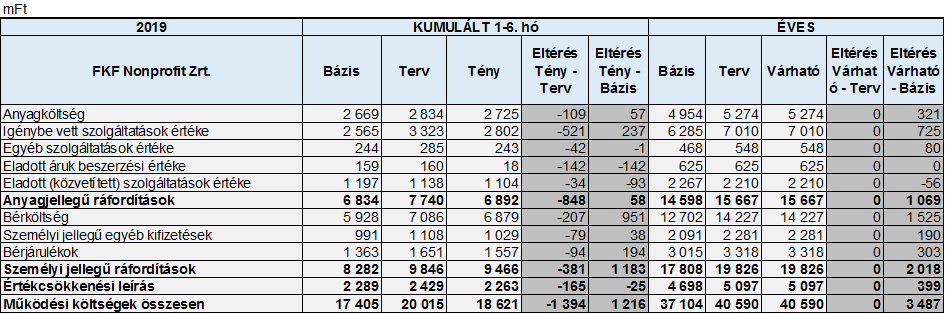 mFt
2019 KUMULÁLT 1-6. hó ÉVES
FKF Nonprofit Zrt. Bázis Terv Tény Eltérés Tény - Terv Eltérés Tény - Bázis Bázis Terv Várható Eltérés Várhat ó - Terv Eltérés Várható - Bázis
Anyagköltség 2 669 2 834 2 725 -109 57 4 954 5 274 5 274 0 321
Igénybe vett szolgáltatások értéke 2 565 3 323 2 802 -521 237 6 285 7 010 7 010 0 725
Egyéb szolgáltatások értéke 244 285 243 -42 -1 468 548 548 0 80
Eladott áruk beszerzési értéke 159 160 18 -142 -142 625 625 625 0 0
Eladott (közvetített) szolgáltatások értéke 1 197 1 138 1 104 -34 -93 2 267 2 210 2 210 0 -56
Anyagjellegű ráfordítások 6 834 7 740 6 892 -848 58 14 598 15 667 15 667 0 1 069
Bérköltség 5 928 7 086 6 879 -207 951 12 702 14 227 14 227 0 1 525
Személyi jellegű egyéb kifizetések 991 1 108 1 029 -79 38 2 091 2 281 2 281 0 190
Bérjárulékok 1 363 1 651 1 557 -94 194 3 015 3 318 3 318 0 303
Személyi jellegű ráfordítások 8 282 9 846 9 466 -381 1 183 17 808 19 826 19 826 0 2 018
Értékcsökkenési leírás 2 289 2 429 2 263 -165 -25 4 698 5 097 5 097 0 399
Működési költségek összesen 17 405 20 015 18 621 -1 394 1 216 37 104 40 590 40 590 0 3 487